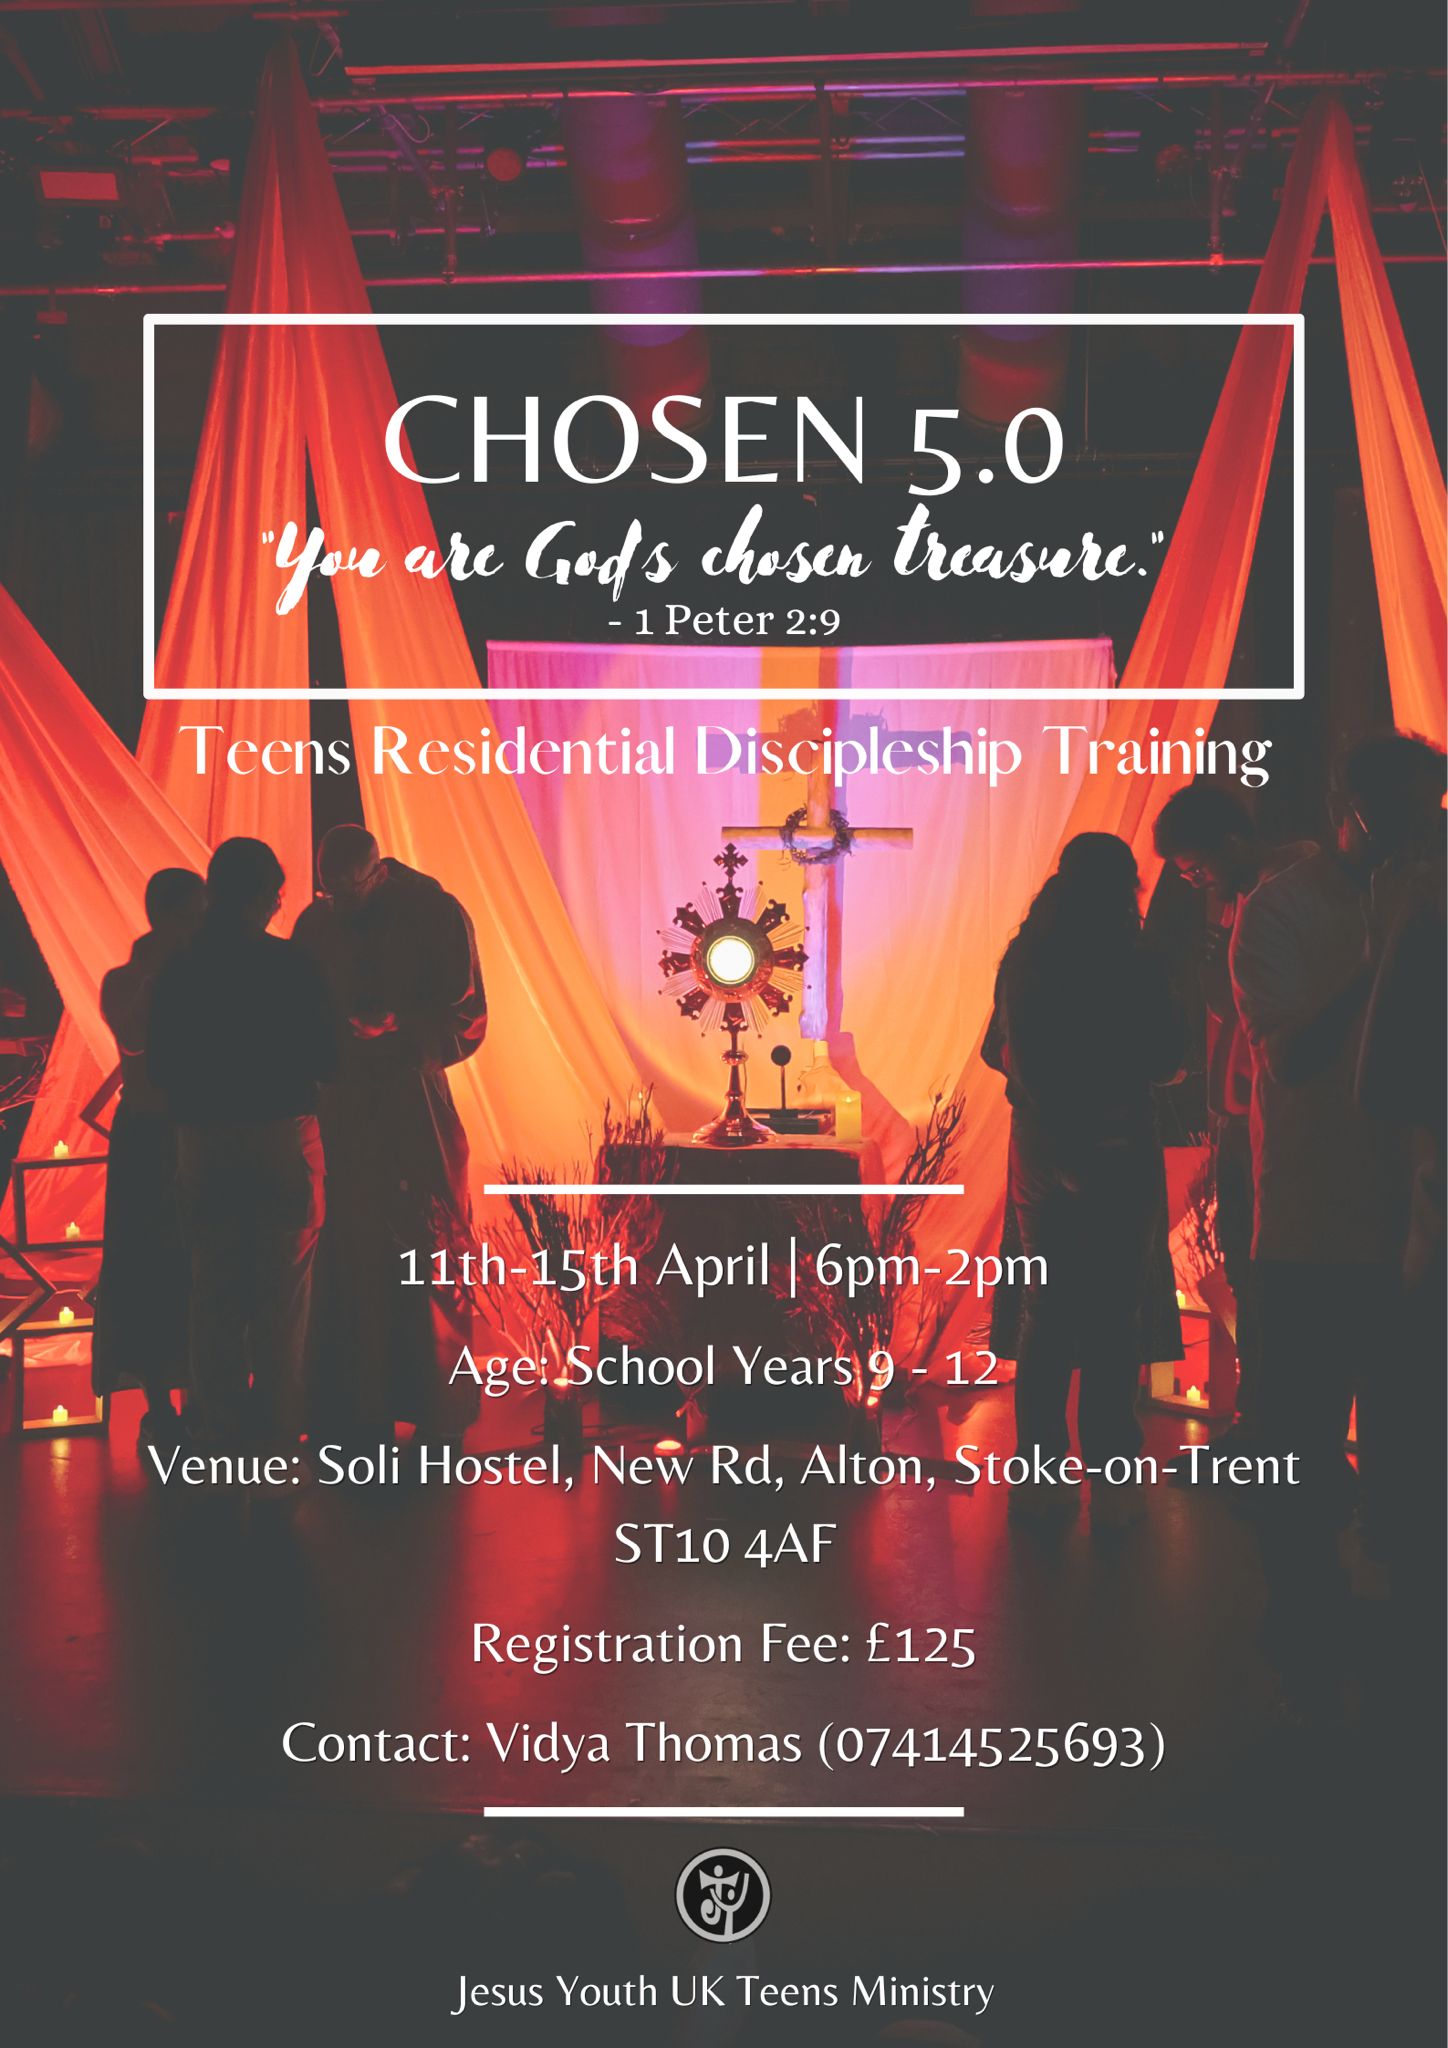 CHOSEN 5.0
"You are God's chosen treasure."
- 1 Peter 2:9
Teens Residential Discipleship Training
11th-15th April | 6pm-2pm
Age: School Years 9 - 12
Venue: Soli Hostel, New Rd, Alton, Stoke-on-Trent
ST10 4AF
Registration Fee: £125
Contact: Vidya Thomas (07414525693)
Jesus Youth UK Teens Ministry